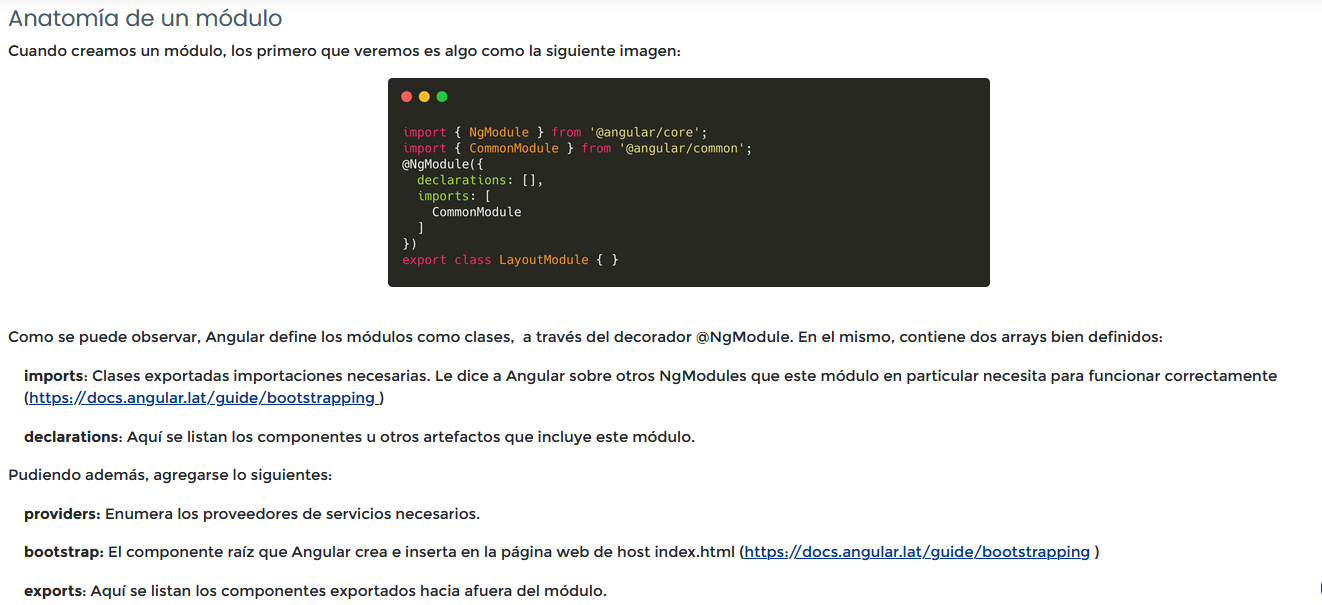 Anatomía de un módulo
Cuando creamos un módulo, los primero que veremos es algo como la siguiente imagen:
import { NgModule } from '@angular/core';
import { CommonModule } from '@angular/common';
@NgModule({
  declarations: [],
  imports: [
    CommonModule
  ]
})
export class LayoutModule { }
Como se puede observar, Angular define los módulos como clases,  a través del decorador @NgModule. En el mismo, contiene dos arrays bien definidos:
imports: Clases exportadas importaciones necesarias. Le dice a Angular sobre otros NgModules que este módulo en particular necesita para funcionar correctamente
(https://docs.angular.lat/guide/bootstrapping )
declarations: Aquí se listan los componentes u otros artefactos que incluye este módulo.
Pudiendo además, agregarse lo siguientes:
providers: Enumera los proveedores de servicios necesarios.
bootstrap: El componente raíz que Angular crea e inserta en la página web de host index.html (https://docs.angular.lat/guide/bootstrapping )
exports: Aquí se listan los componentes exportados hacia afuera del módulo.